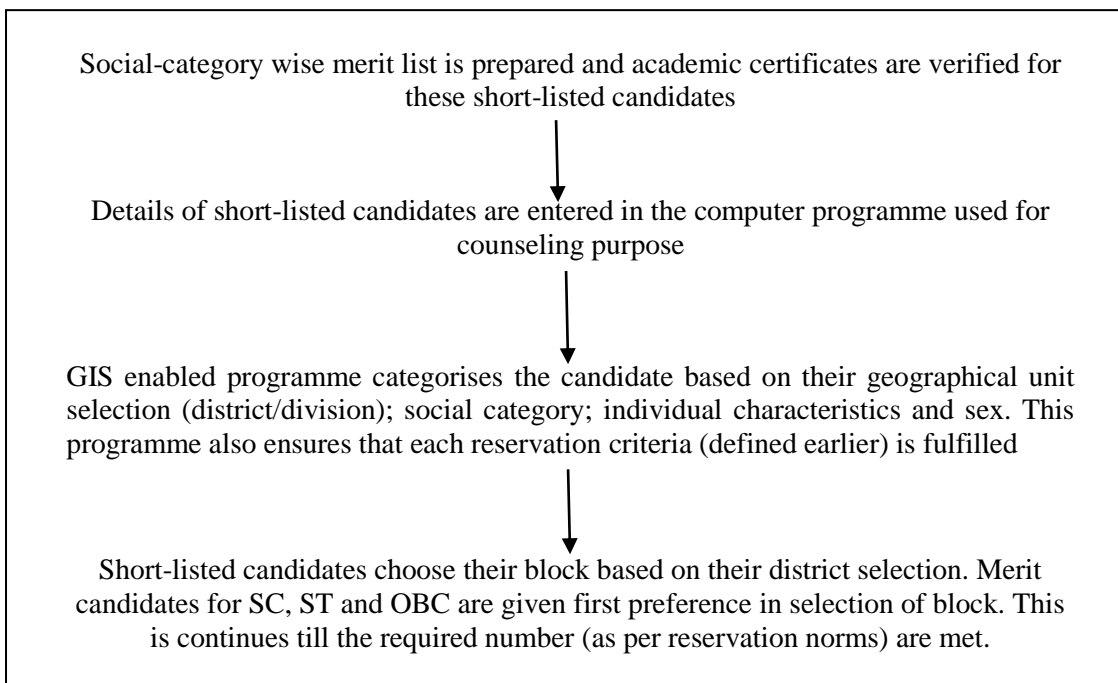 Social-category wise merit list is prepared and academic certificates are verified for
these short-listed candidates
Details of short-listed candidates are entered in the computer programme used for
counseling purpose
GIS enabled programme categorises the candidate based on their geographical unit
selection (district/division); social category; individual characteristics and sex. This
programme also ensures that each reservation criteria (defined earlier) is fulfilled
Short-listed candidates choose their block based on their district selection. Merit
candidates for SC, ST and OBC are given first preference in selection of block. This
is continues till the required number (as per reservation norms) are met.